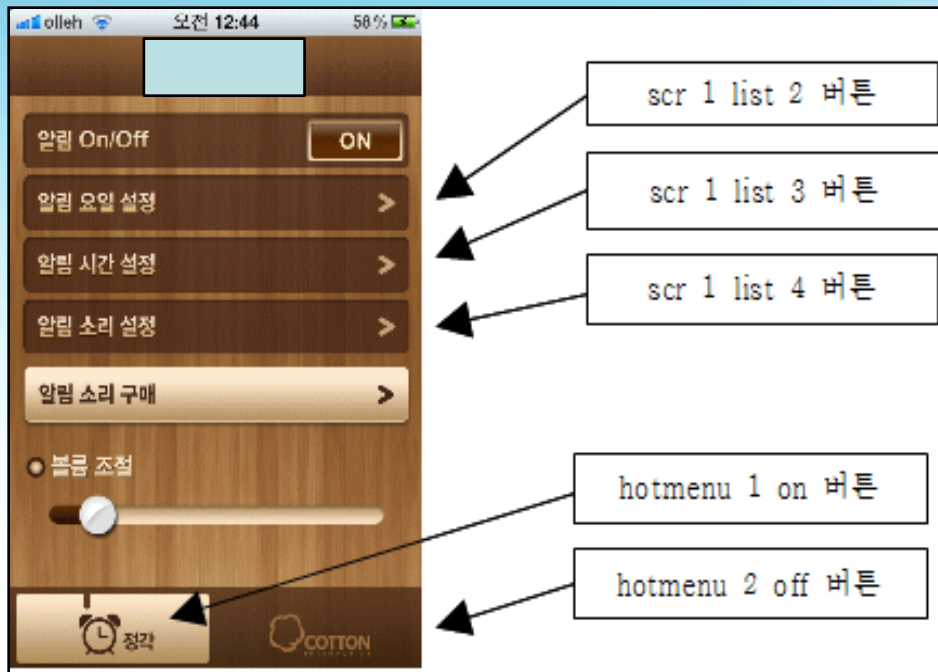 olleh 오전 12:44 58%
알림 On/Off ON
알림 요일 설정
알림 시간 설정
알림 소리 설정
알림 소리 구매
볼륨 조절
정각
COTTON
scr 1 list 2 버튼
scr 1 list 3 버튼
scr 1 list 4 버튼
hotmenu 1 on 버튼
hotmenu 2 off 버튼